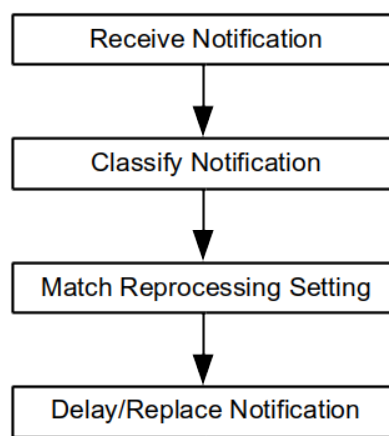 Receive Notification
Classify Notification
Match Reprocessing Setting
Delay/Replace Notification